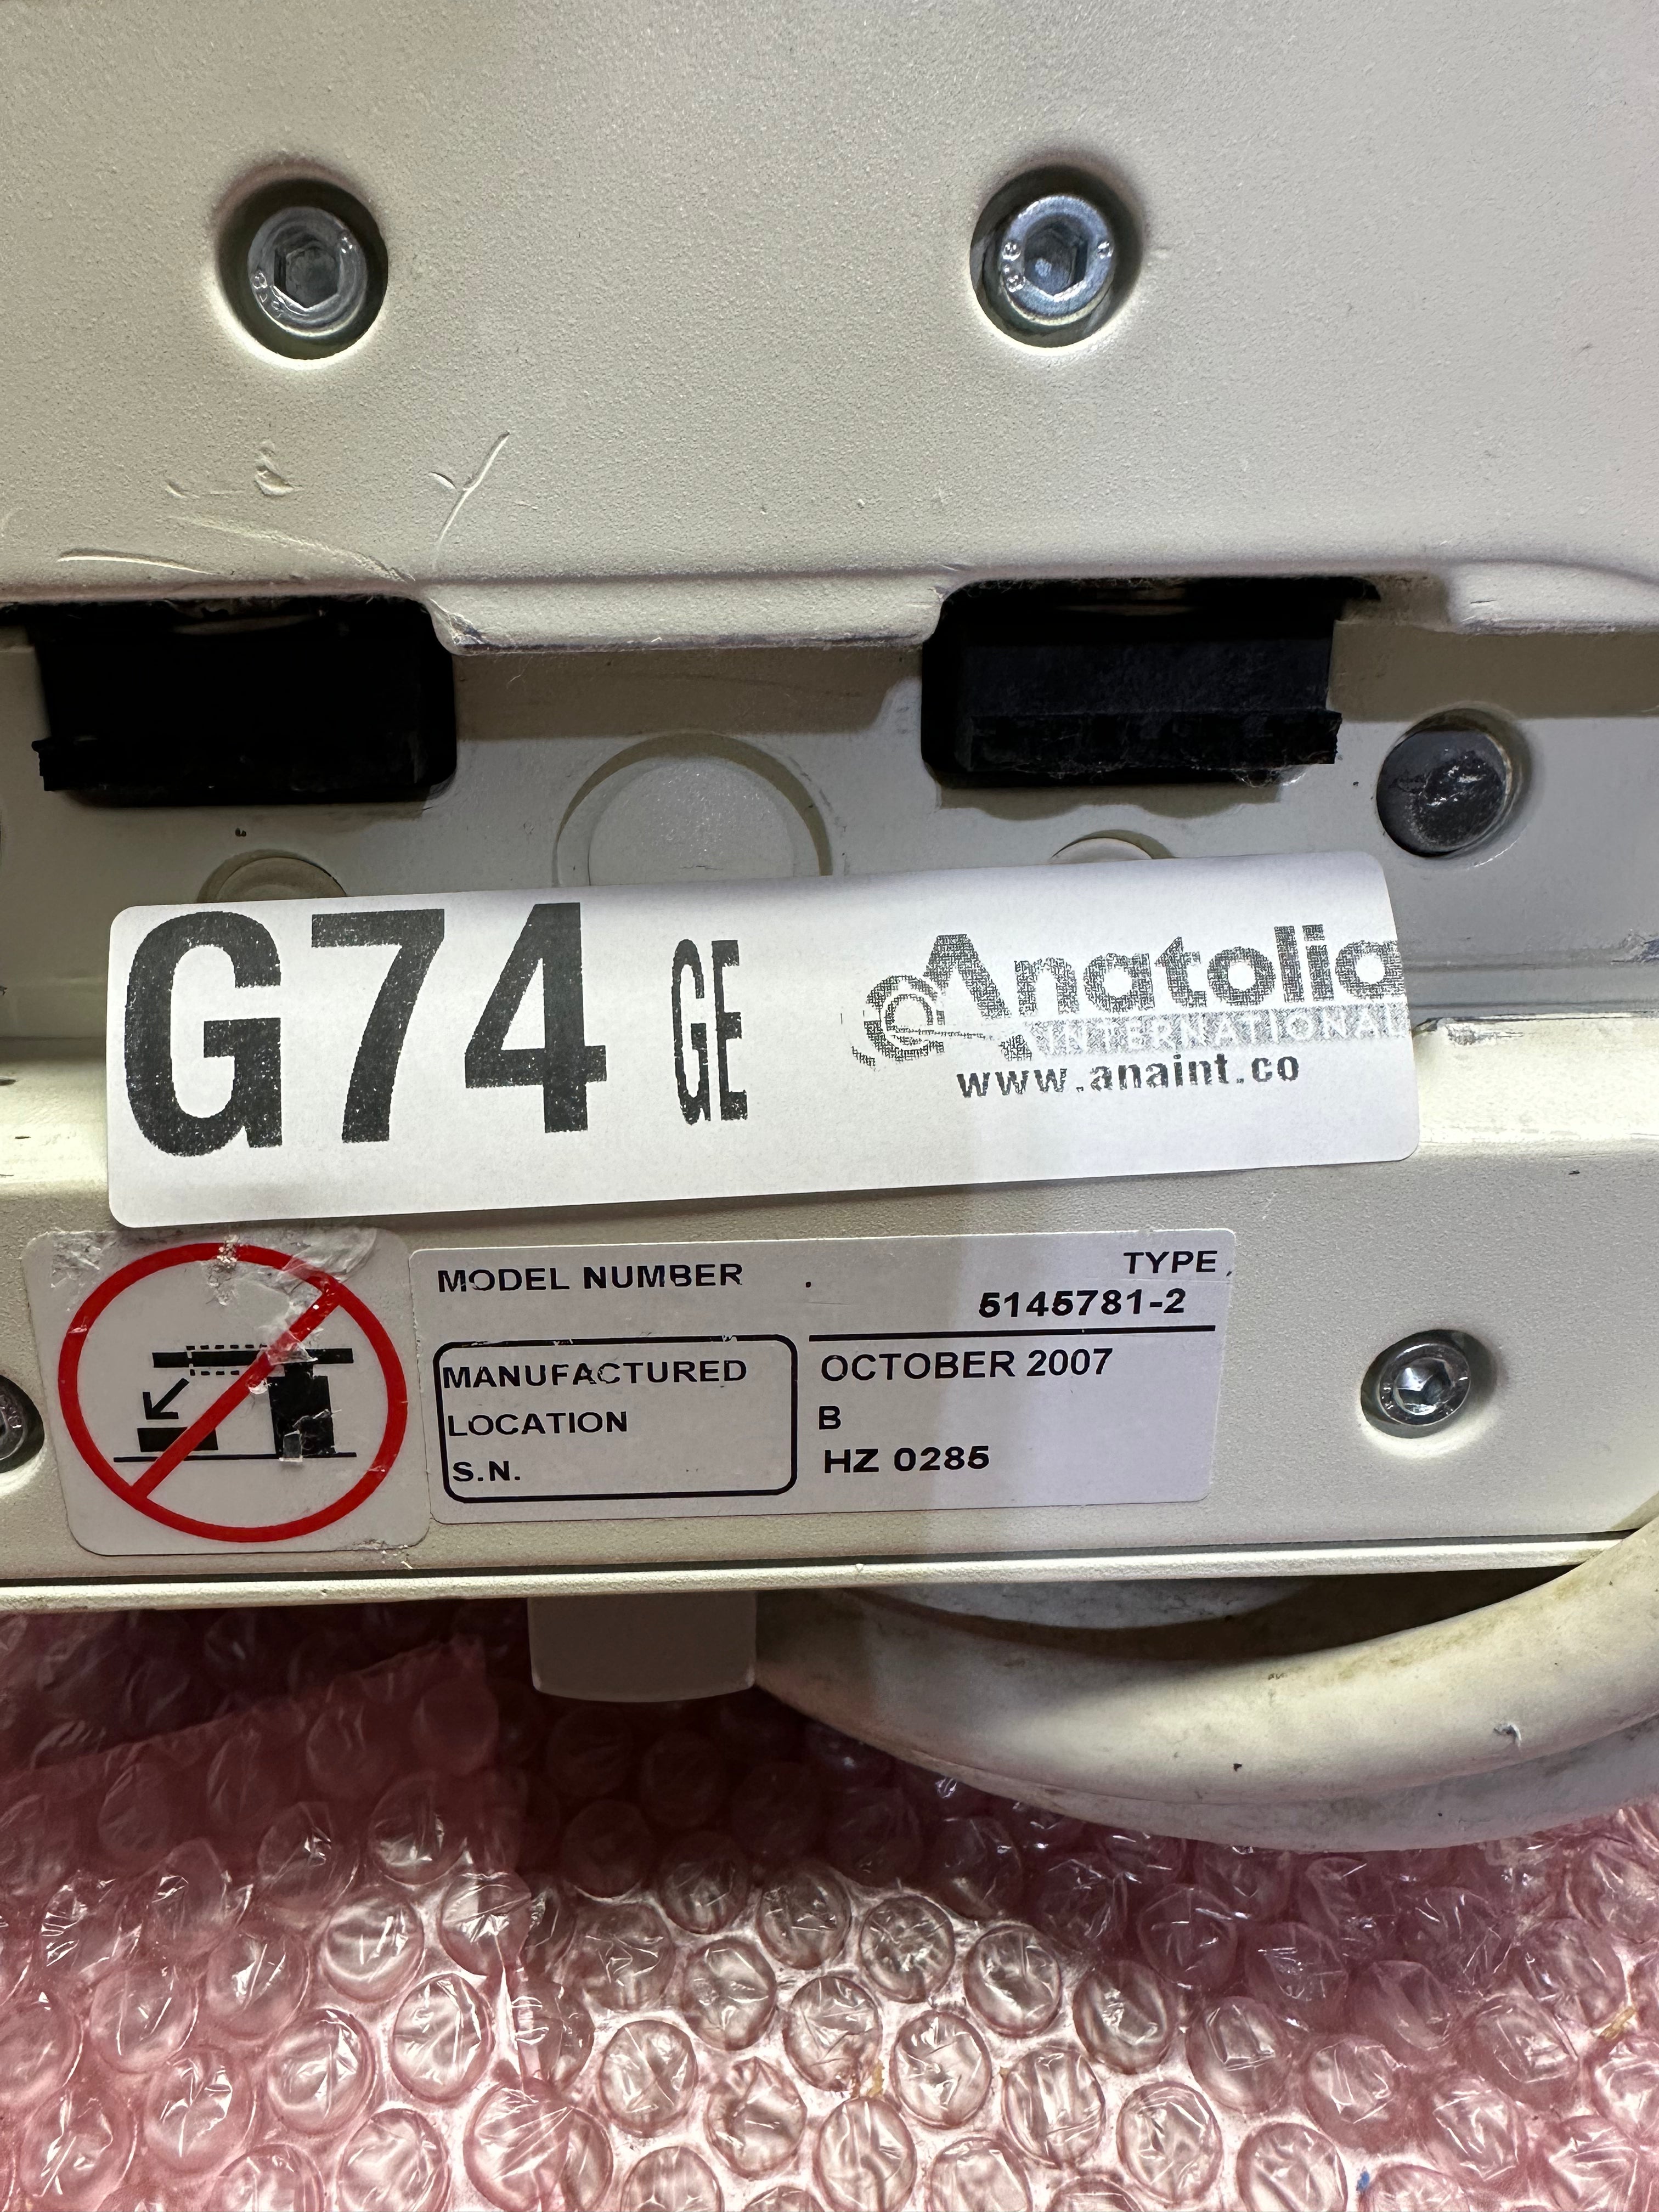 G74 GE Anatolia
INTERNATIONAL
www.anaint.co
MODEL NUMBER TYPE
5145781-2
MANUFACTURED OCTOBER 2007
LOCATION B
S.N. HZ 0285